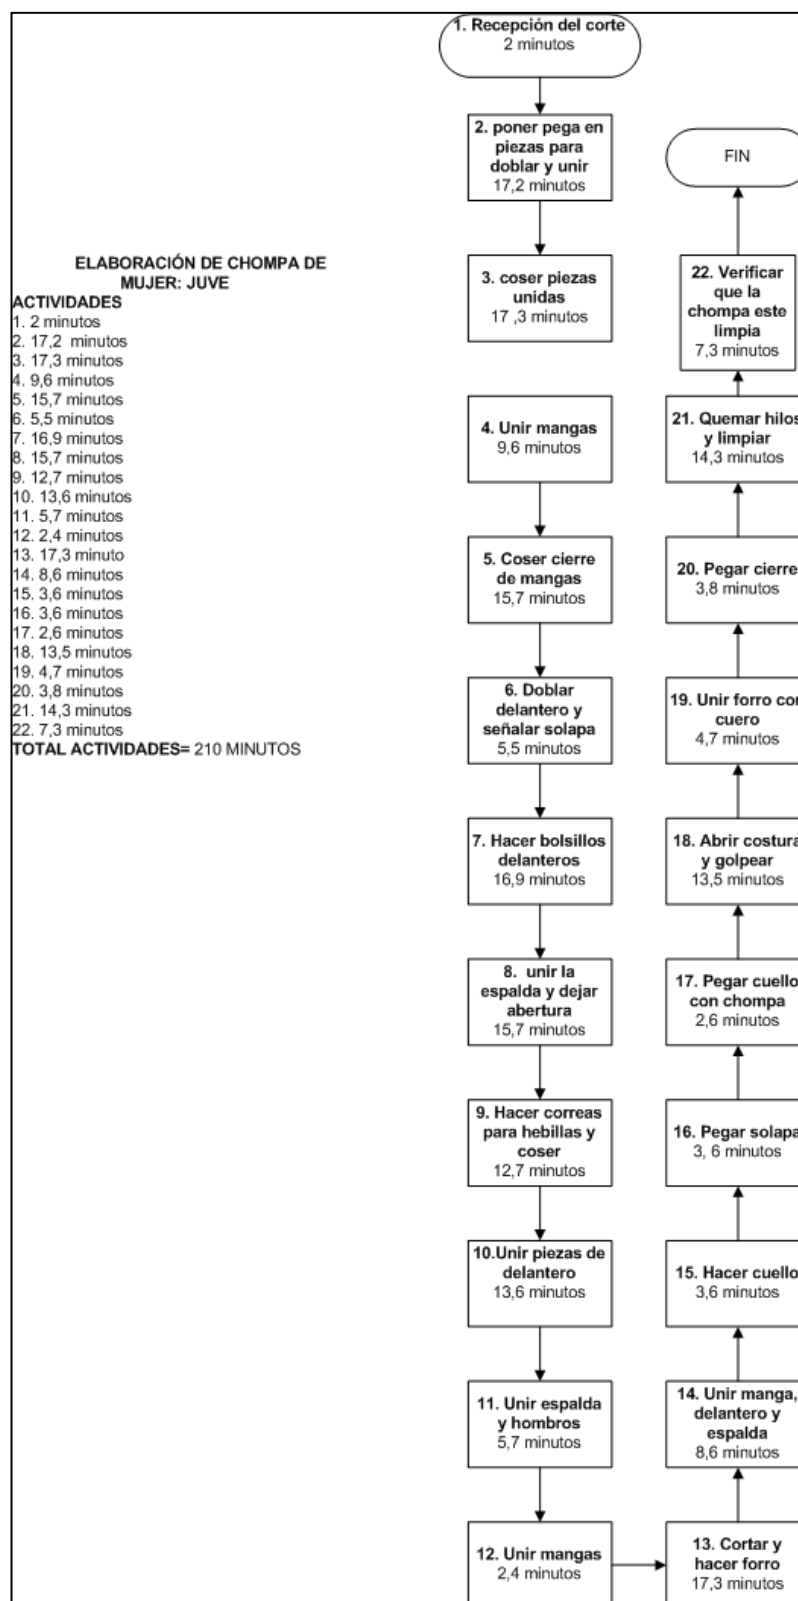 ELABORACIÓN DE CHOMPA DE
MUJER: JUVE
ACTIVIDADES
1. 2 minutos
2. 17,2 minutos
3. 17,3 minutos
4. 9,6 minutos
5. 15,7 minutos
6. 5,5 minutos
7. 16,9 minutos
8. 15,7 minutos
9. 12,7 minutos
10. 13,6 minutos
11. 5,7 minutos
12. 2,4 minutos
13. 17,3 minuto
14. 8,6 minutos
15. 3,6 minutos
16. 3,6 minutos
17. 2,6 minutos
18. 13,5 minutos
19. 4,7 minutos
20. 3,8 minutos
21. 14,3 minutos
22. 7,3 minutos
TOTAL ACTIVIDADES= 210 MINUTOS
1. Recepción del corte
2 minutos
2. poner pega en
piezas para
doblar y unir
17,2 minutos
3. coser piezas
unidas
17 ,3 minutos
4. Unir mangas
9,6 minutos
5. Coser cierre
de mangas
15,7 minutos
6. Doblar
delantero y
señalar solapa
5,5 minutos
7. Hacer bolsillos
delanteros
16,9 minutos
8. unir la
espalda y dejar
abertura
15,7 minutos
9. Hacer correas
para hebillas y
coser
12,7 minutos
10.Unir piezas de
delantero
13,6 minutos
11. Unir espalda
y hombros
5,7 minutos
12. Unir mangas
2,4 minutos
13. Cortar y
hacer forro
17,3 minutos
14. Unir manga,
delantero y
espalda
8,6 minutos
15. Hacer cuello
3,6 minutos
16. Pegar solapa
3, 6 minutos
17. Pegar cuello
con chompa
2,6 minutos
18. Abrir costura
y golpear
13,5 minutos
19. Unir forro con
cuero
4,7 minutos
20. Pegar cierre
3,8 minutos
21. Quemar hilos
y limpiar
14,3 minutos
22. Verificar
que la
chompa este
limpia
7,3 minutos
FIN